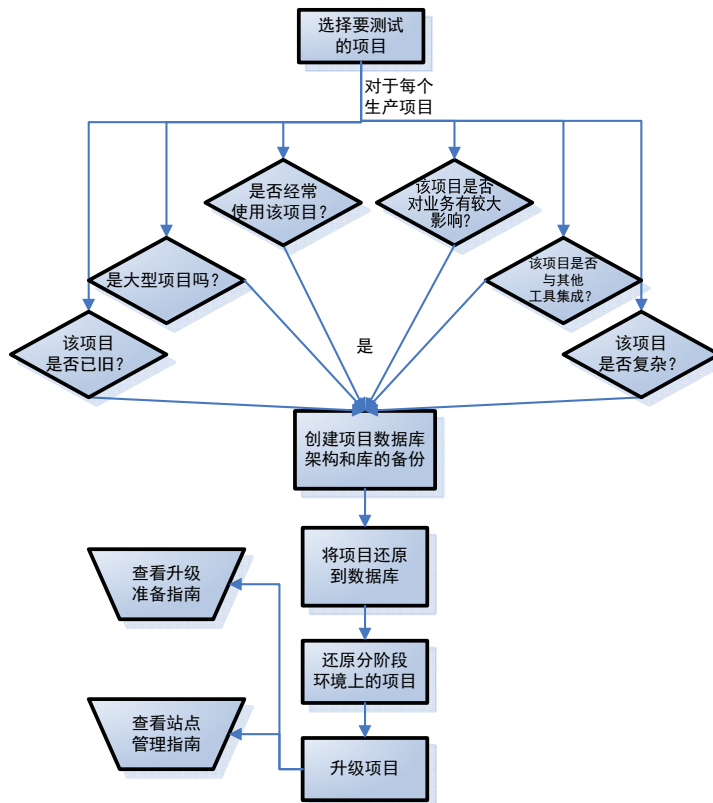 选择要测试
的项目
对于每个
生产项目
是否经常
使用该项目?
该项目是否
对业务有较大
影响?
是大型项目吗?
该项目是否
与其他
工具集成?
该项目
是否已旧?
是
该项目
是否复杂?
创建项目数据库
架构和库的备份
将项目还原
到数据库
查看升级
准备指南
还原分阶段
环境上的项目
查看站点
管理指南
升级项目